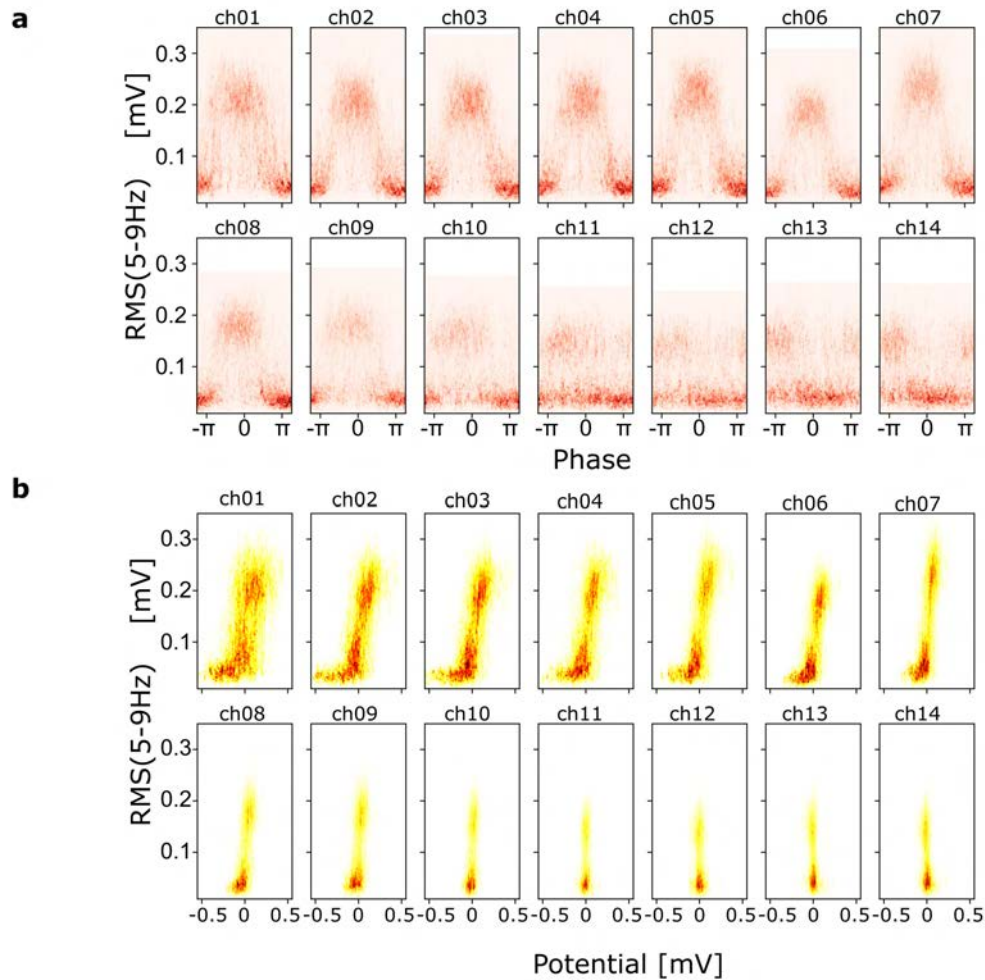 a
ch01 ch02 ch03 ch04 ch05 ch06 ch07
0.3
0.2
0.1
ch08 ch09 ch10 ch11 ch12 ch13 ch14
0.3
0.2
0.1
RMS(5-9Hz) [mV]
-π 0 π -π 0 π -π 0 π -π 0 π -π 0 π -π 0 π -π 0 π
Phase
b
ch01 ch02 ch03 ch04 ch05 ch06 ch07
0.3
0.2
0.1
ch08 ch09 ch10 ch11 ch12 ch13 ch14
0.3
0.2
0.1
RMS(5-9Hz) [mV]
-0.5 0 0.5 -0.5 0 0.5 -0.5 0 0.5 -0.5 0 0.5 -0.5 0 0.5 -0.5 0 0.5 -0.5 0 0.5
Potential [mV]